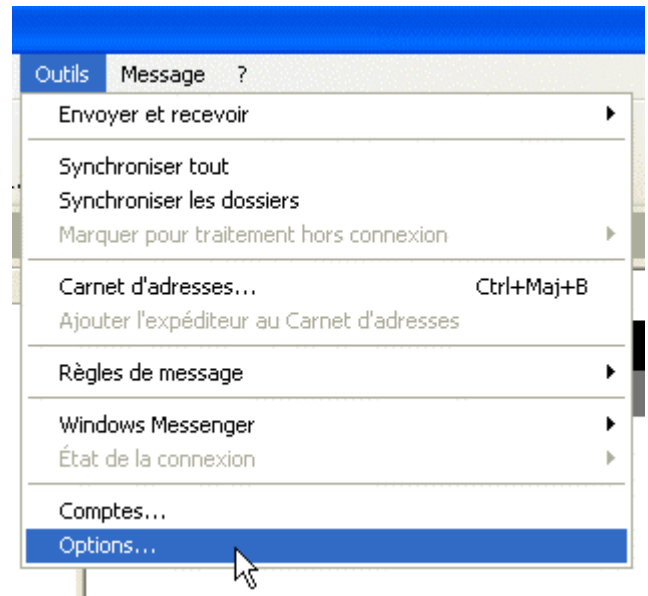 Outils Message ?
Envoyer et recevoir
Synchroniser tout
Synchroniser les dossiers
Marquer pour traitement hors connexion
Carnet d'adresses... Ctrl+Maj+B
Ajouter l'expéditeur au Carnet d'adresses
Règles de message
Windows Messenger
État de la connexion
Comptes...
Options...